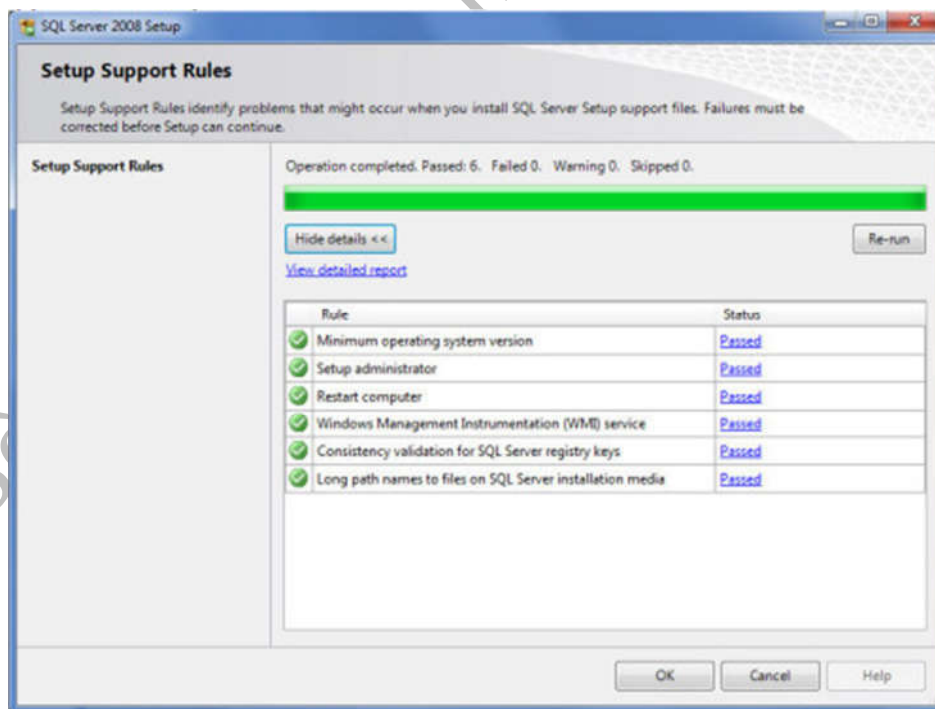 SQL Server 2008 Setup
Setup Support Rules
Setup Support Rules identify problems that might occur when you install SQL Server Setup support files. Failures must be
corrected before Setup can continue.
Setup Support Rules
Operation completed. Passed: 6. Failed 0. Warning 0. Skipped 0.
Hide details <<
Re-run
View detailed report
Rule Status
Minimum operating system version Passed
Setup administrator Passed
Restart computer Passed
Windows Management Instrumentation (WMI) service Passed
Consistency validation for SQL Server registry keys Passed
Long path names to files on SQL Server installation media Passed
OK Cancel Help